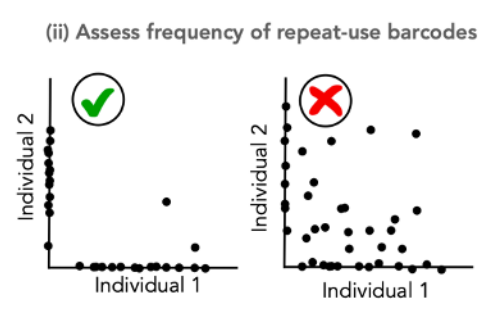 (ii) Assess frequency of repeat-use barcodes
Individual 2
Individual 1
Individual 2
Individual 1